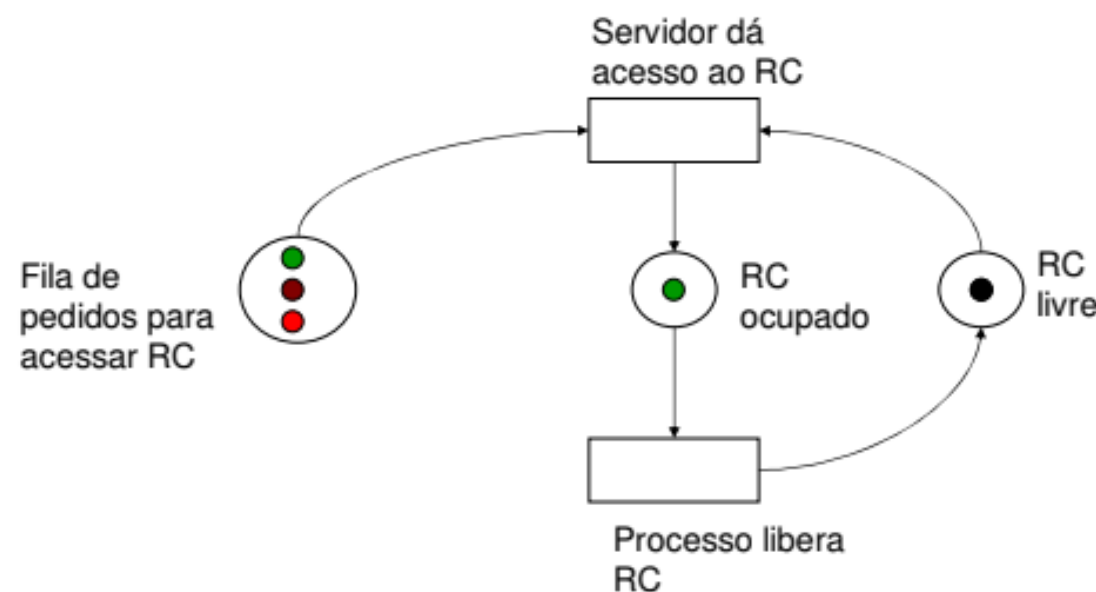 Servidor dá
acesso ao RC
Fila de
pedidos para
acessar RC
RC
ocupado
RC
livre
Processo libera
RC